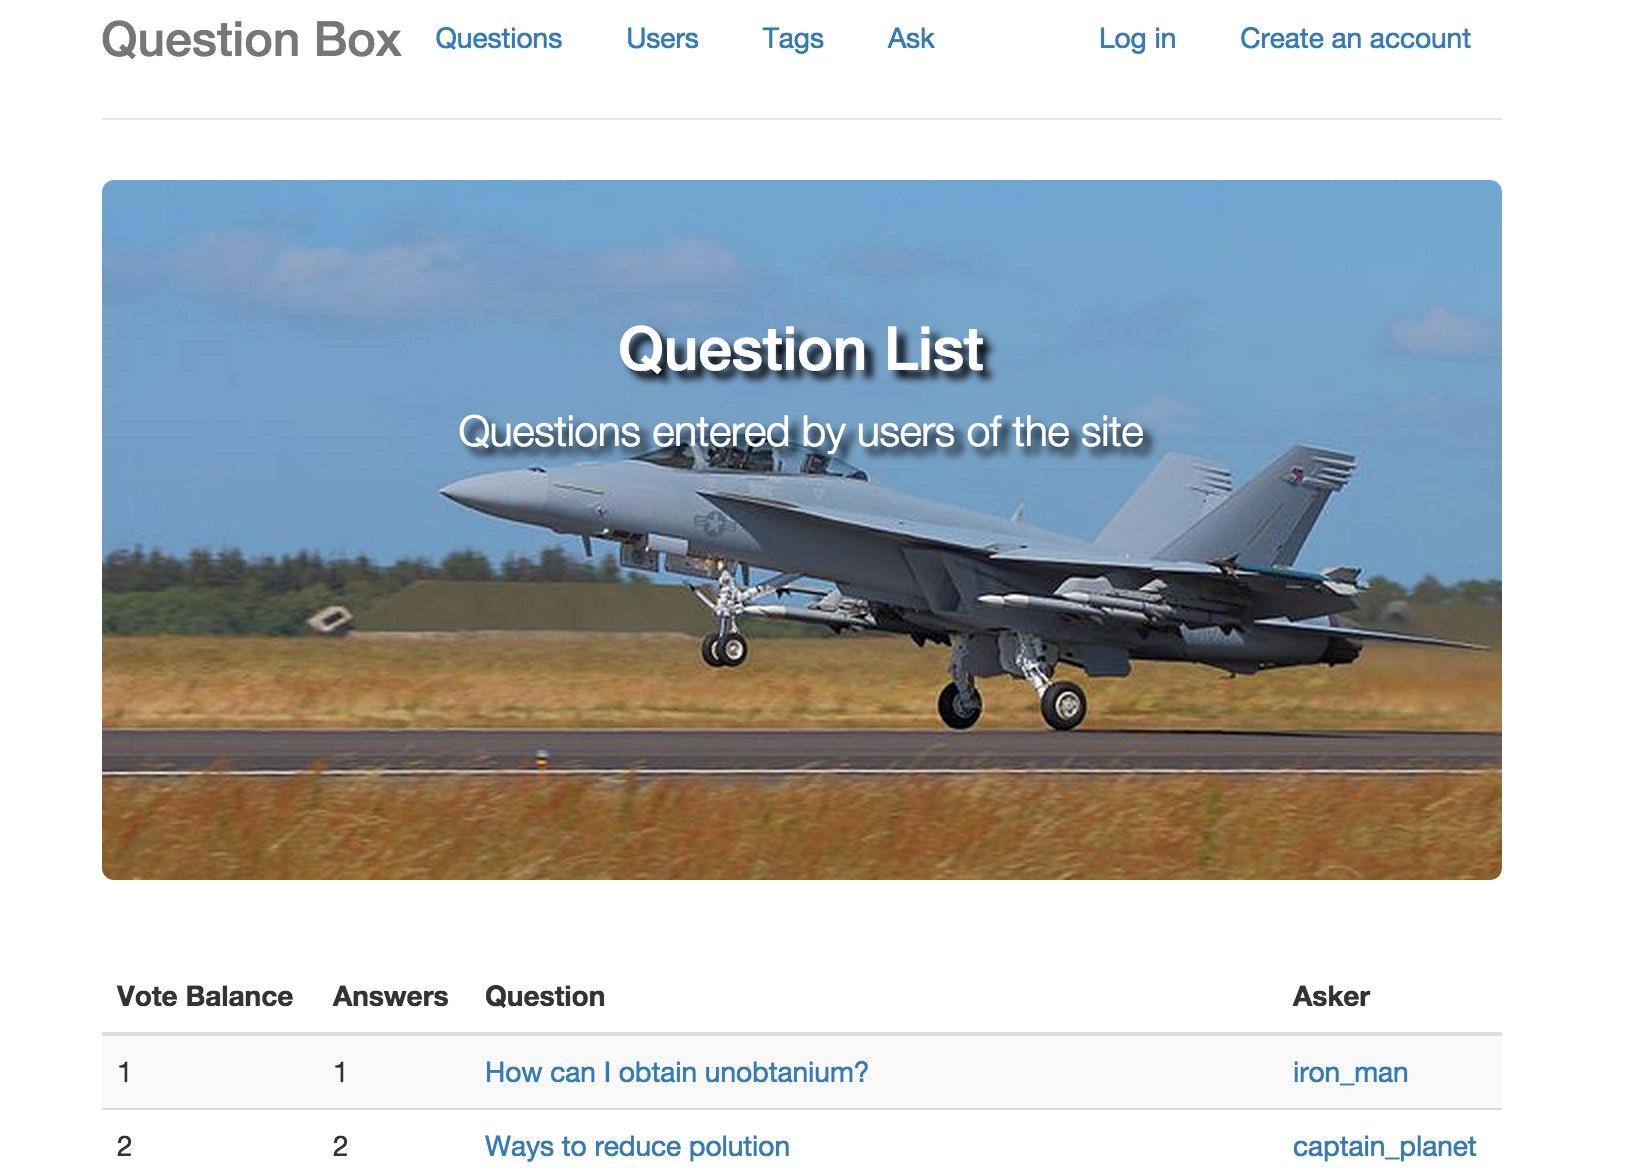 Question Box Questions Users Tags Ask Log in Create an account
Question List
Questions entered by users of the site
Vote Balance Answers Question Asker
1 1 How can I obtain unobtanium? iron_man
2 2 Ways to reduce polution captain_planet